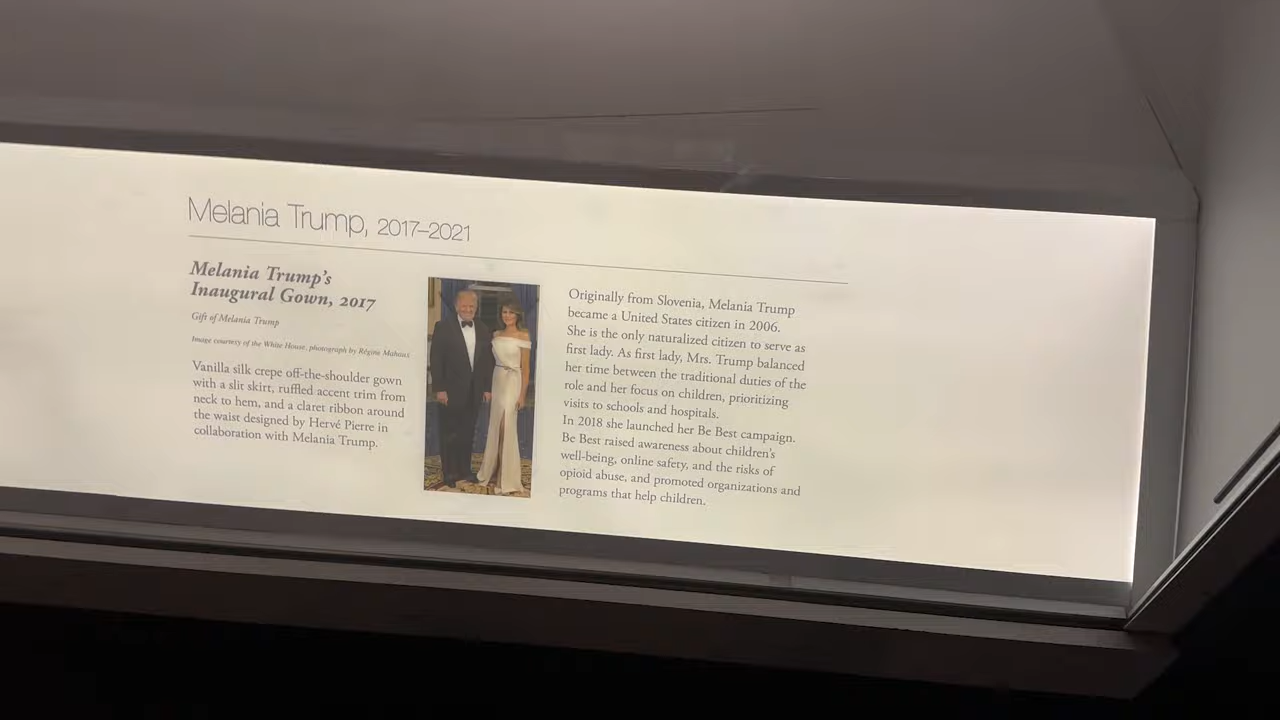 Melania Trump, 2017–2021
Melania Trump's
Inaugural Gown, 2017
Gift of Melania Trump
Image courtesy of the White House, photograph by Régine Mahaux
Vanilla silk crepe off-the-shoulder gown
with a slit skirt, ruffled accent trim from
neck to hem, and a claret ribbon around
the waist designed by Hervé Pierre in
collaboration with Melania Trump.
Originally from Slovenia, Melania Trump
became a United States citizen in 2006.
She is the only naturalized citizen to serve as
first lady. As first lady, Mrs. Trump balanced
her time between the traditional duties of the
role and her focus on children, prioritizing
visits to schools and hospitals.
In 2018 she launched her Be Best campaign.
Be Best raised awareness about children's
well-being, online safety, and the risks of
opioid abuse, and promoted organizations and
programs that help children.